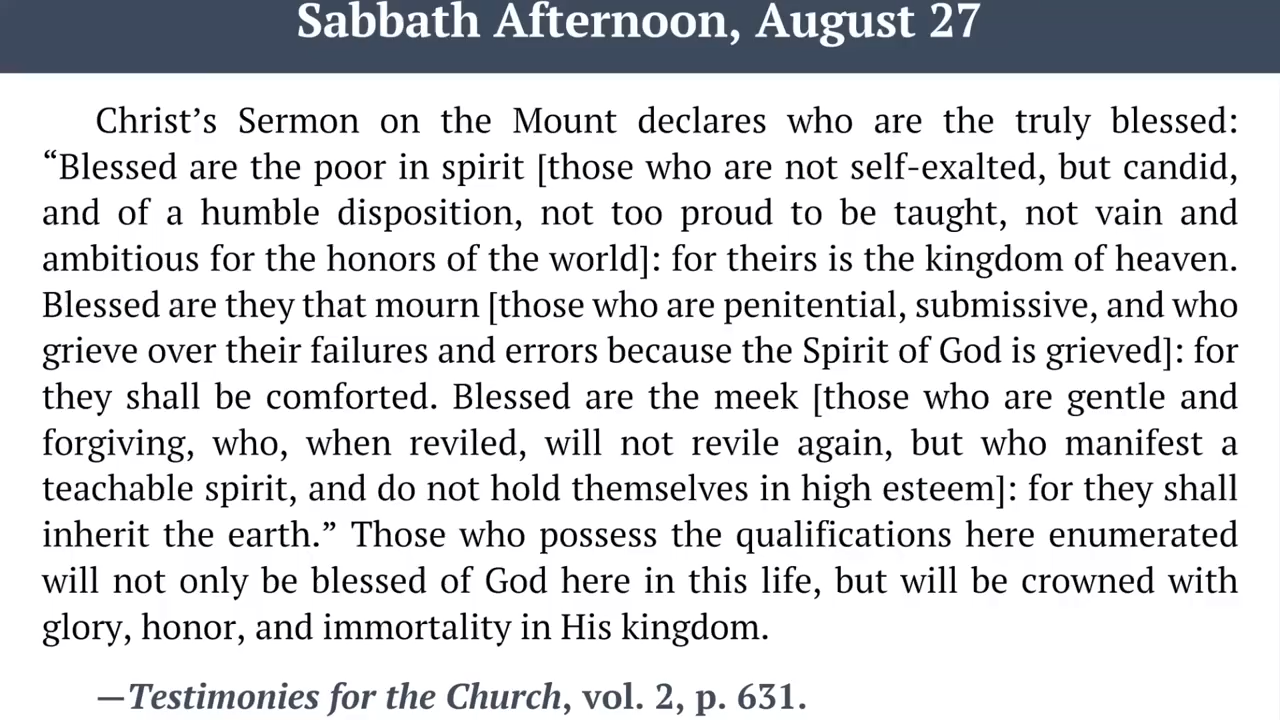 Sabbath Afternoon, August 27
Christ’s Sermon on the Mount declares who are the truly blessed:
“Blessed are the poor in spirit [those who are not self-exalted, but candid,
and of a humble disposition, not too proud to be taught, not vain and
ambitious for the honors of the world]: for theirs is the kingdom of heaven.
Blessed are they that mourn [those who are penitential, submissive, and who
grieve over their failures and errors because the Spirit of God is grieved]: for
they shall be comforted. Blessed are the meek [those who are gentle and
forgiving, who, when reviled, will not revile again, but who manifest a
teachable spirit, and do not hold themselves in high esteem]: for they shall
inherit the earth.” Those who possess the qualifications here enumerated
will not only be blessed of God here in this life, but will be crowned with
glory, honor, and immortality in His kingdom.
—Testimonies for the Church, vol. 2, p. 631.